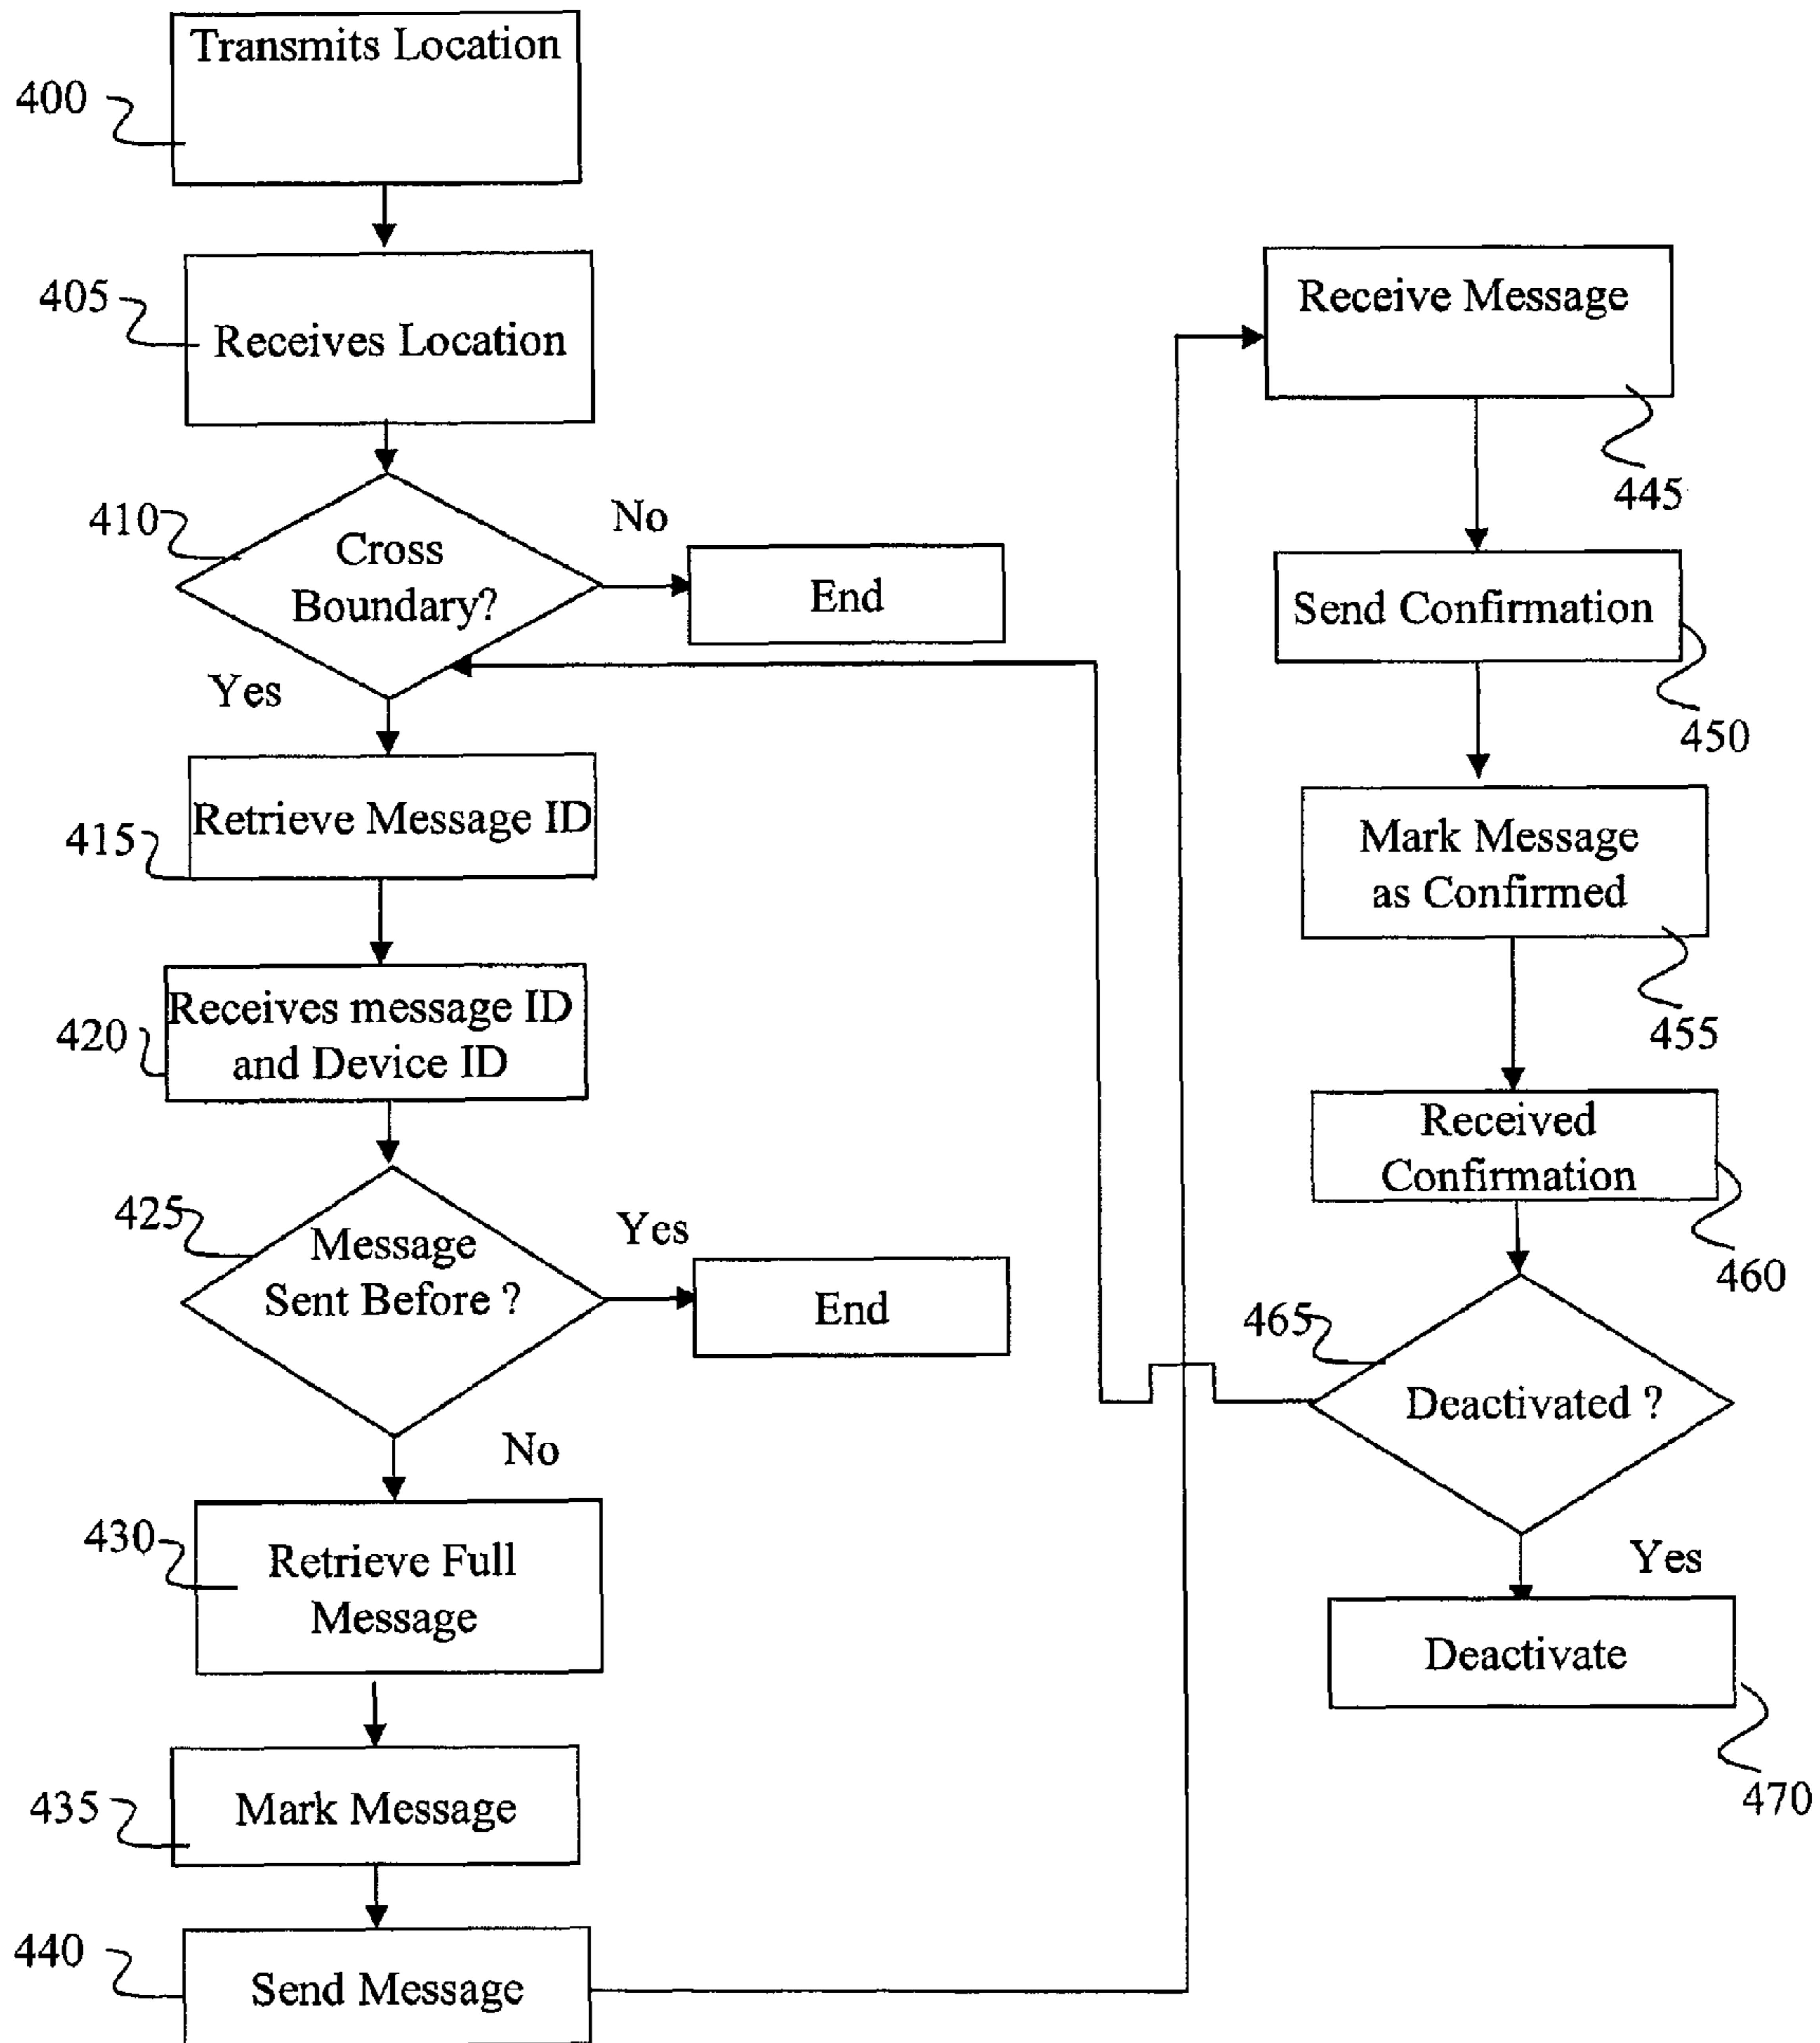 Transmits Location
400
405
Receives Location
410
Cross
Boundary?
No
End
Yes
Retrieve Message ID
415
Receives message ID
and Device ID
420
425
Message
Sent Before ?
Yes
End
No
430
Retrieve Full
Message
435
Mark Message
440
Send Message
Receive Message
445
Send Confirmation
450
Mark Message
as Confirmed
455
Received
Confirmation
460
465
Deactivated ?
Yes
Deactivate
470